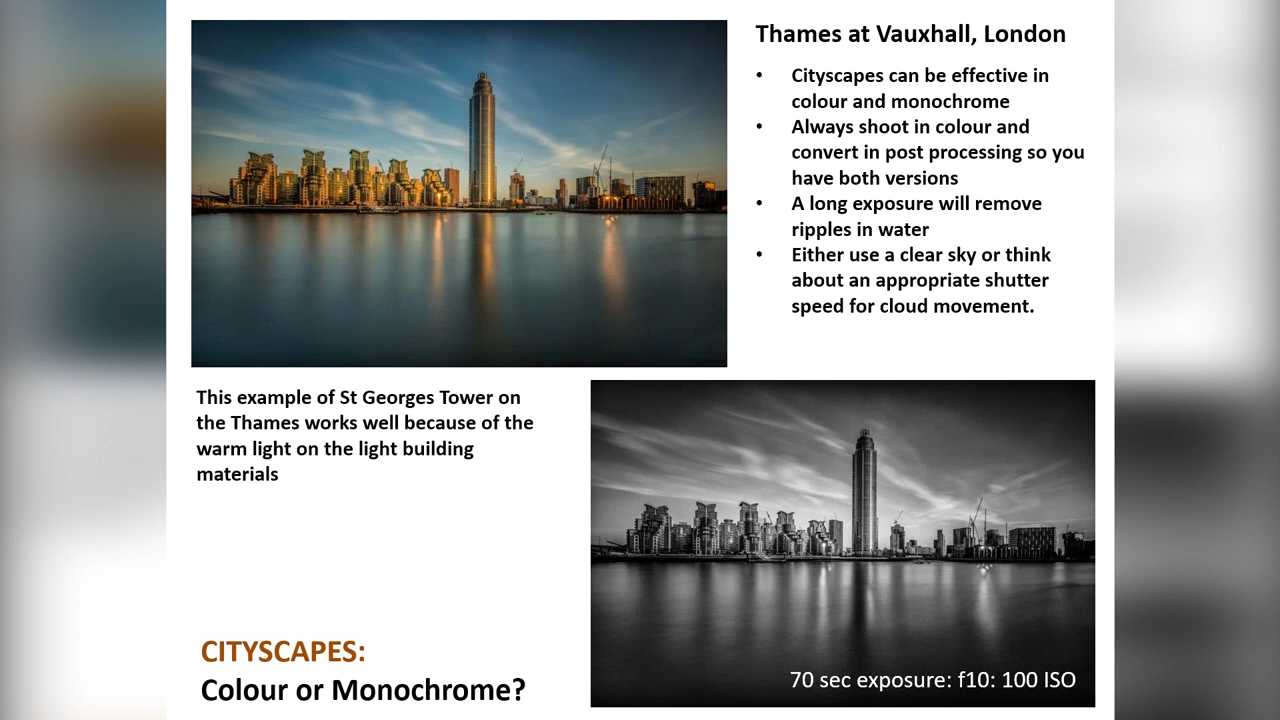 Thames at Vauxhall, London
• Cityscapes can be effective in
colour and monochrome
• Always shoot in colour and
convert in post processing so you
have both versions
• A long exposure will remove
ripples in water
• Either use a clear sky or think
about an appropriate shutter
speed for cloud movement.
This example of St Georges Tower on
the Thames works well because of the
warm light on the light building
materials
CITYSCAPES:
Colour or Monochrome?
70 sec exposure: f10: 100 ISO